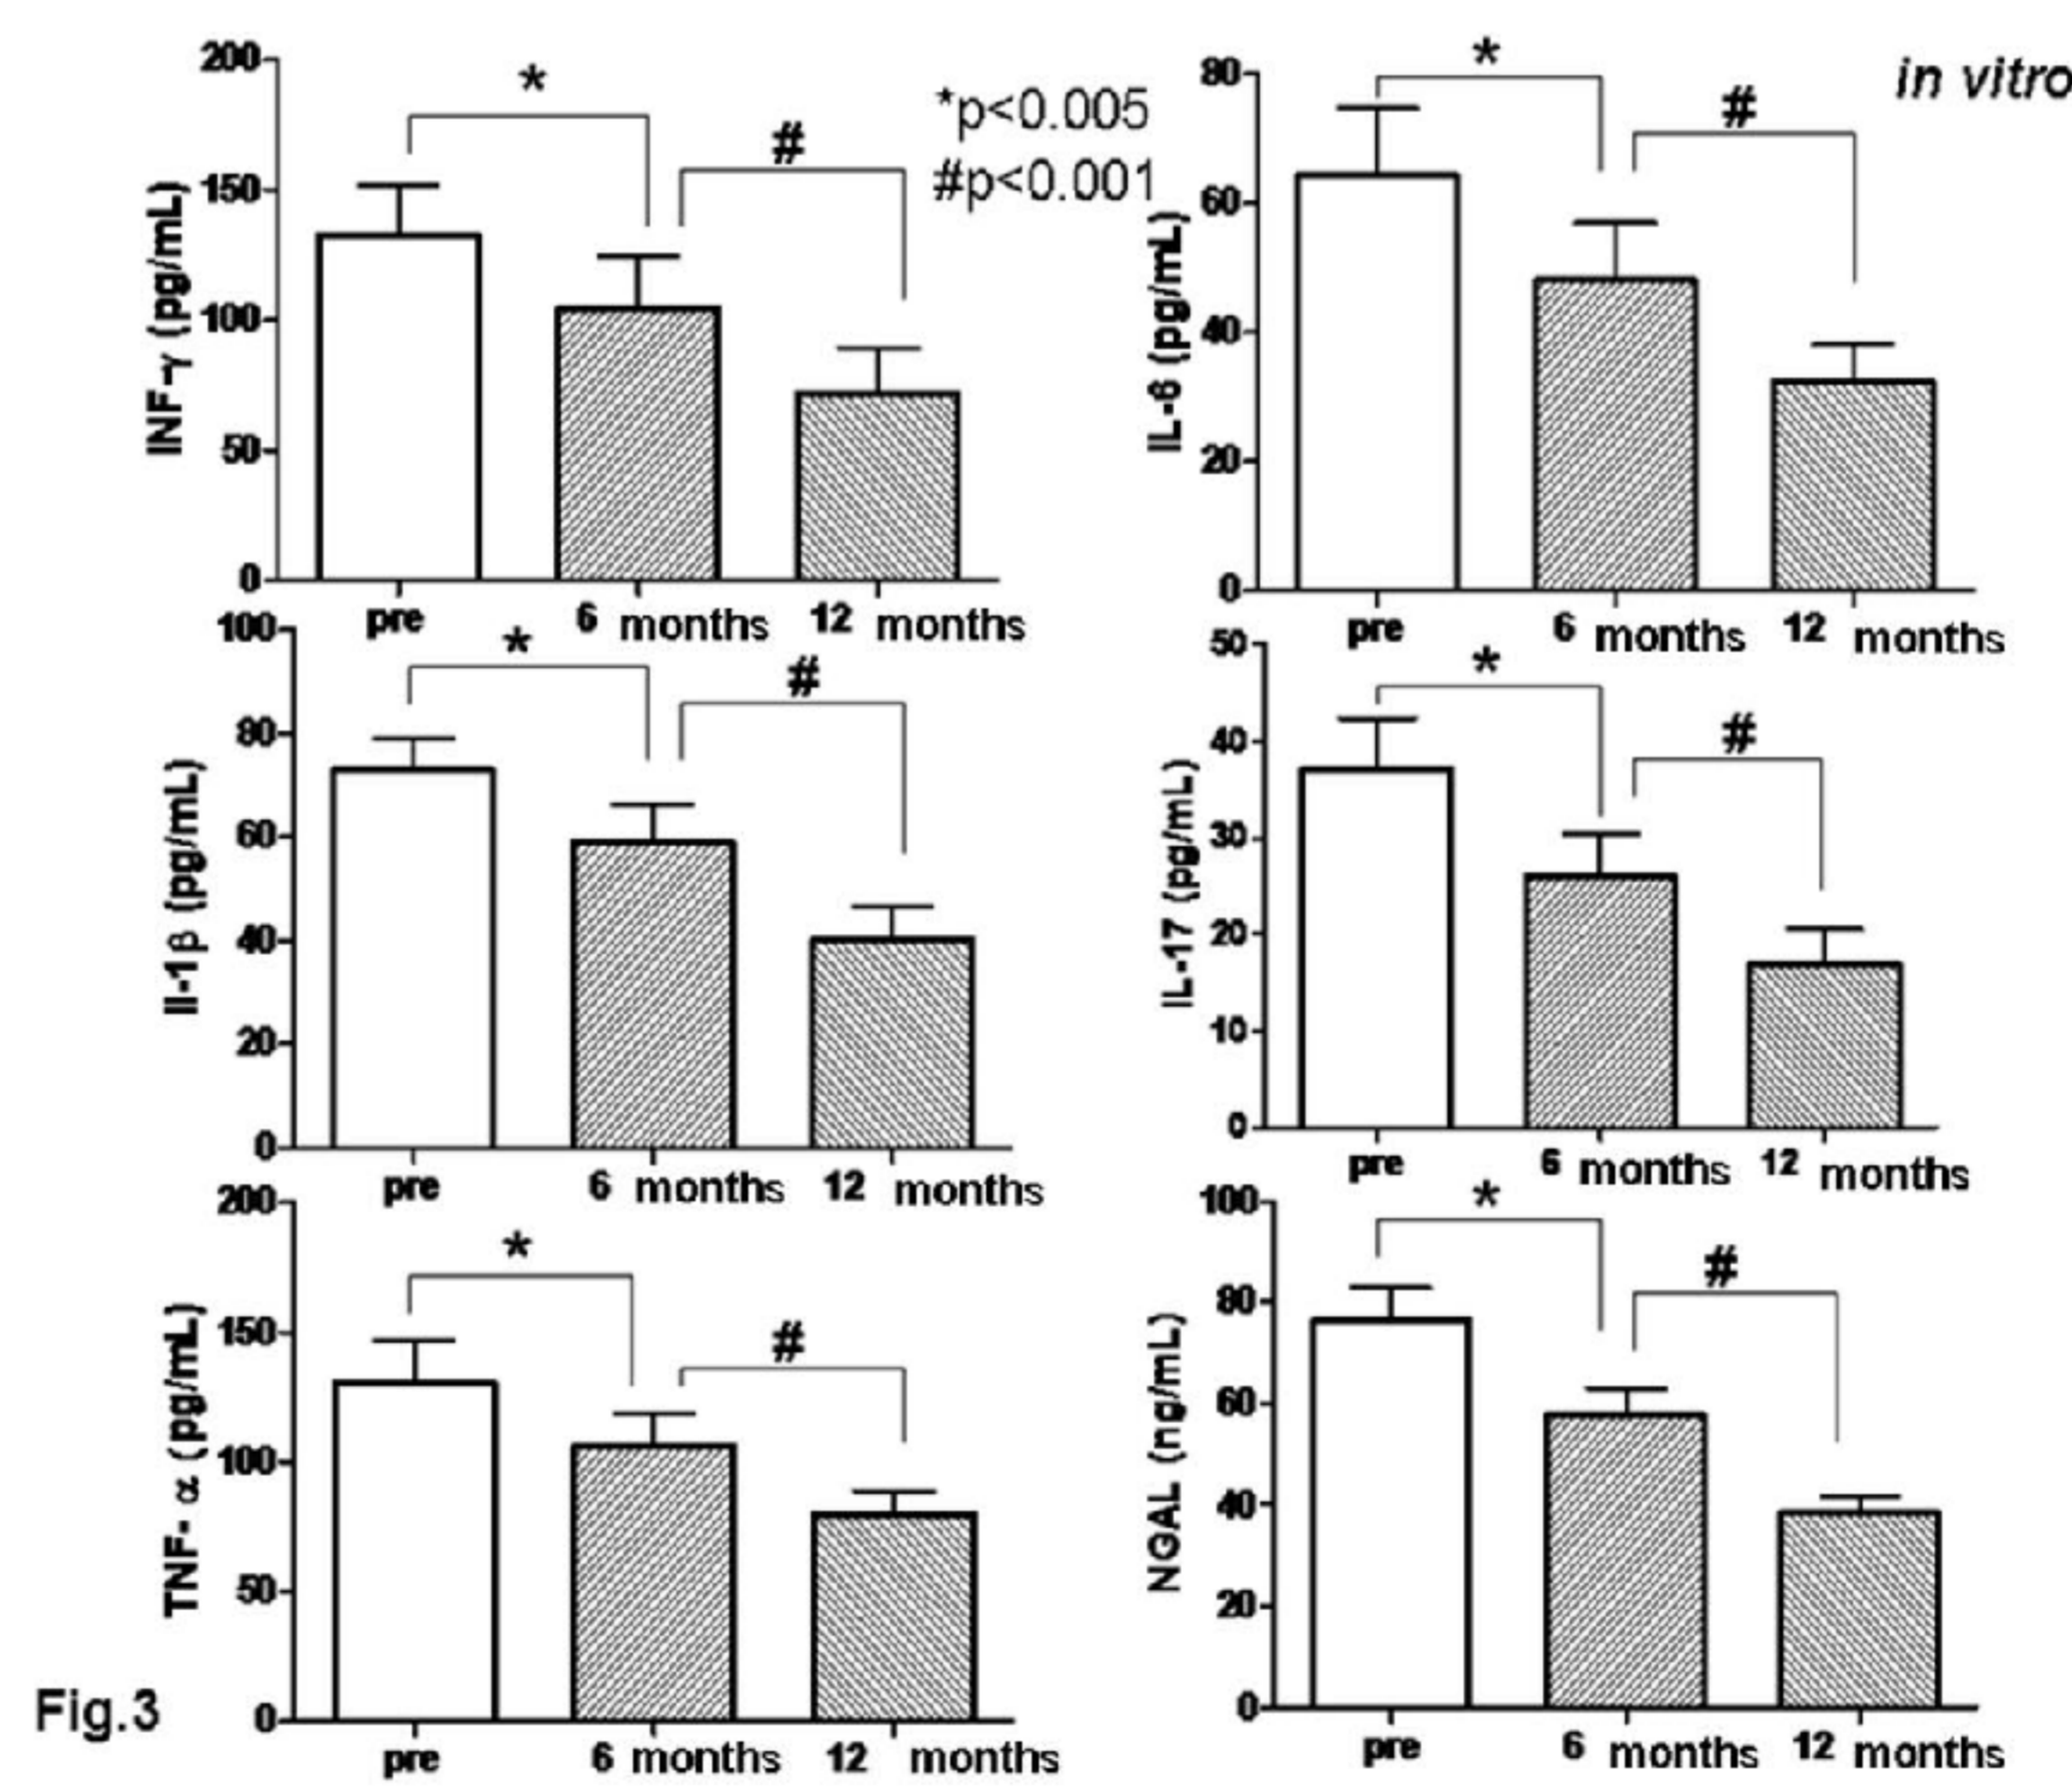 200
150
100
50
0
INF-γ (pg/mL)
*
#
*p<0.005
#p<0.001
pre
6 months
12 months
80
60
40
20
0
IL-6 (pg/mL)
*
#
in vitro
pre
6 months
12 months
100
80
60
40
20
0
Il-1β (pg/mL)
*
#
pre
6 months
12 months
50
40
30
20
10
0
IL-17 (pg/mL)
*
#
pre
6 months
12 months
200
150
100
50
0
TNF- α (pg/mL)
*
#
pre
6 months
12 months
100
80
60
40
20
0
NGAL (ng/mL)
*
#
pre
6 months
12 months
Fig.3